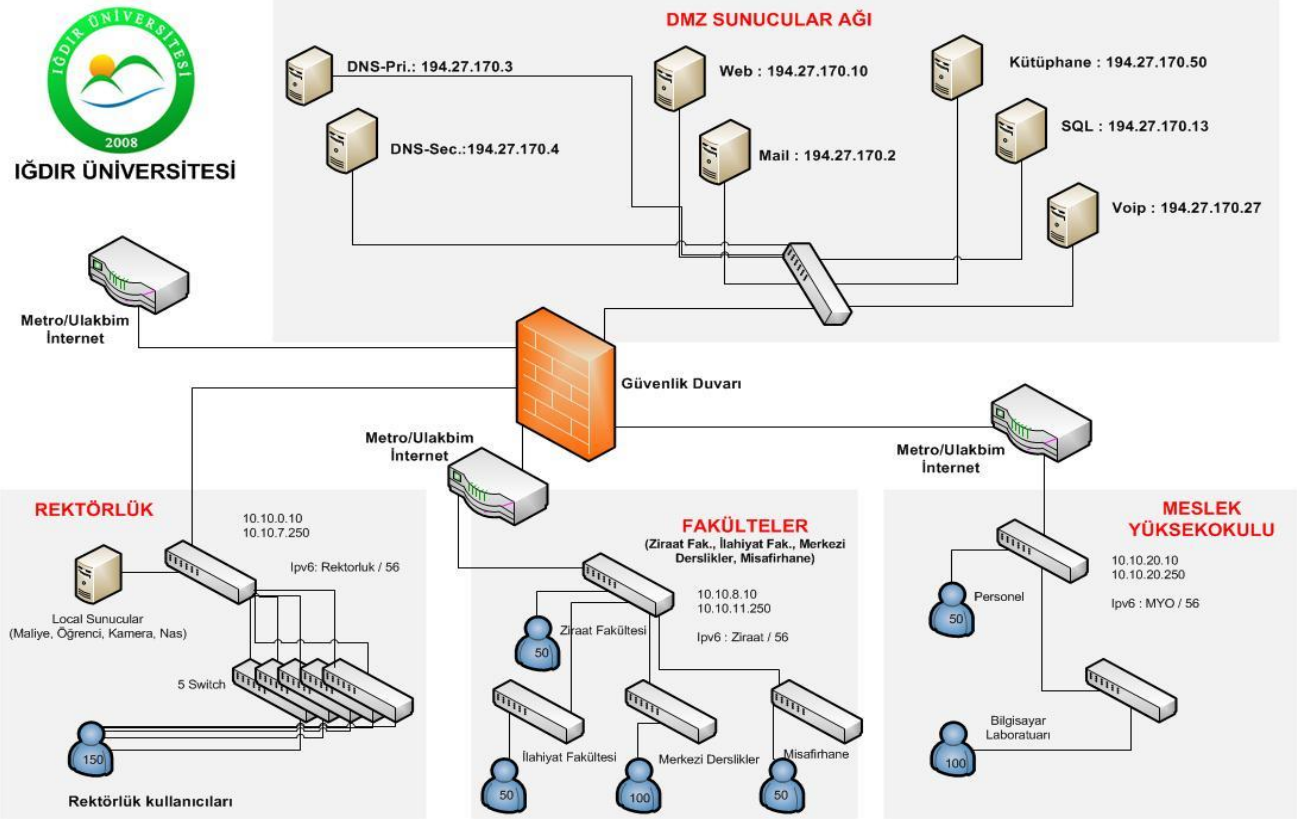 IĞDIR ÜNİVERSİTESİ
2008
IĞDIR ÜNİVERSİTESİ
DMZ SUNUCULAR AĞI
DNS-Pri.: 194.27.170.3
DNS-Sec.:194.27.170.4
Web : 194.27.170.10
Mail : 194.27.170.2
Kütüphane : 194.27.170.50
SQL : 194.27.170.13
Voip : 194.27.170.27
Metro/Ulakbim
İnternet
Güvenlik Duvarı
Metro/Ulakbim
İnternet
Metro/Ulakbim
İnternet
REKTÖRLÜK
10.10.0.10
10.10.7.250
Ipv6: Rektorluk / 56
Local Sunucular
(Maliye, Öğrenci, Kamera, Nas)
5 Switch
150
Rektörlük kullanıcıları
FAKÜLTELER
(Ziraat Fak., İlahiyat Fak., Merkezi
Derslikler, Misafirhane)
10.10.8.10
10.10.11.250
Ipv6 : Ziraat / 56
Ziraat Fakültesi
50
İlahiyat Fakültesi
50
Merkezi Derslikler
100
Misafirhane
50
MESLEK
YÜKSEKOKULU
10.10.20.10
10.10.20.250
Ipv6 : MYO / 56
Personel
50
Bilgisayar
Laboratuarı
100